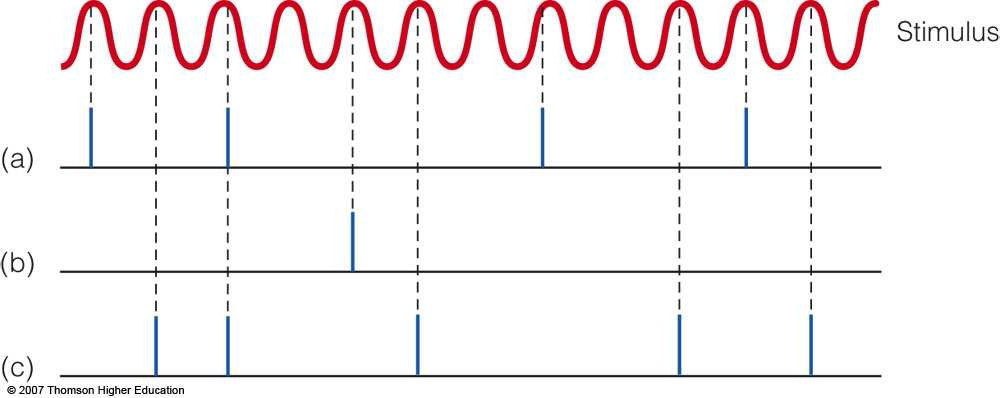 Stimulus
(a)
(b)
(c)
© 2007 Thomson Higher Education